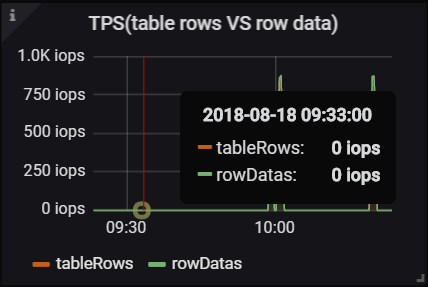 i
TPS(table rows VS row data)
1.0K iops
750 iops
500 iops
250 iops
0 iops
2018-08-18 09:33:00
tableRows: 0 iops
rowDatas: 0 iops
09:30 10:00
tableRows rowDatas